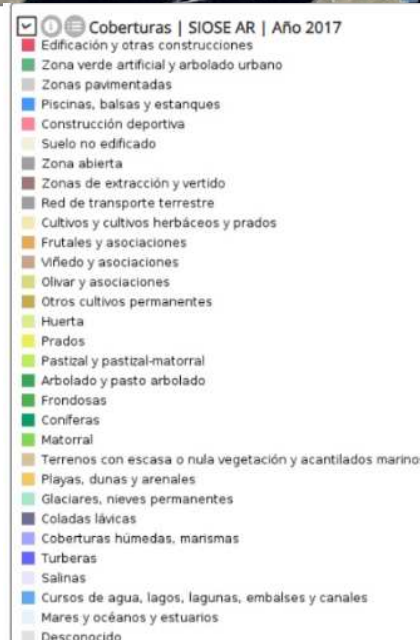 Coberturas | SIOSE AR | Año 2017
Edificación y otras construcciones
Zona verde artificial y arbolado urbano
Zonas pavimentadas
Piscinas, balsas y estanques
Construcción deportiva
Suelo no edificado
Zona abierta
Zonas de extracción y vertido
Red de transporte terrestre
Cultivos y cultivos herbáceos y prados
Frutales y asociaciones
Viñedo y asociaciones
Olivar y asociaciones
Otros cultivos permanentes
Huerta
Prados
Pastizal y pastizal-matorral
Arbolado y pasto arbolado
Frondosas
Coníferas
Matorral
Terrenos con escasa o nula vegetación y acantilados marinos
Playas, dunas y arenales
Glaciares, nieves permanentes
Coladas lávicas
Coberturas húmedas, marismas
Turberas
Salinas
Cursos de agua, lagos, lagunas, embalses y canales
Mares y océanos y estuarios
Desconocido